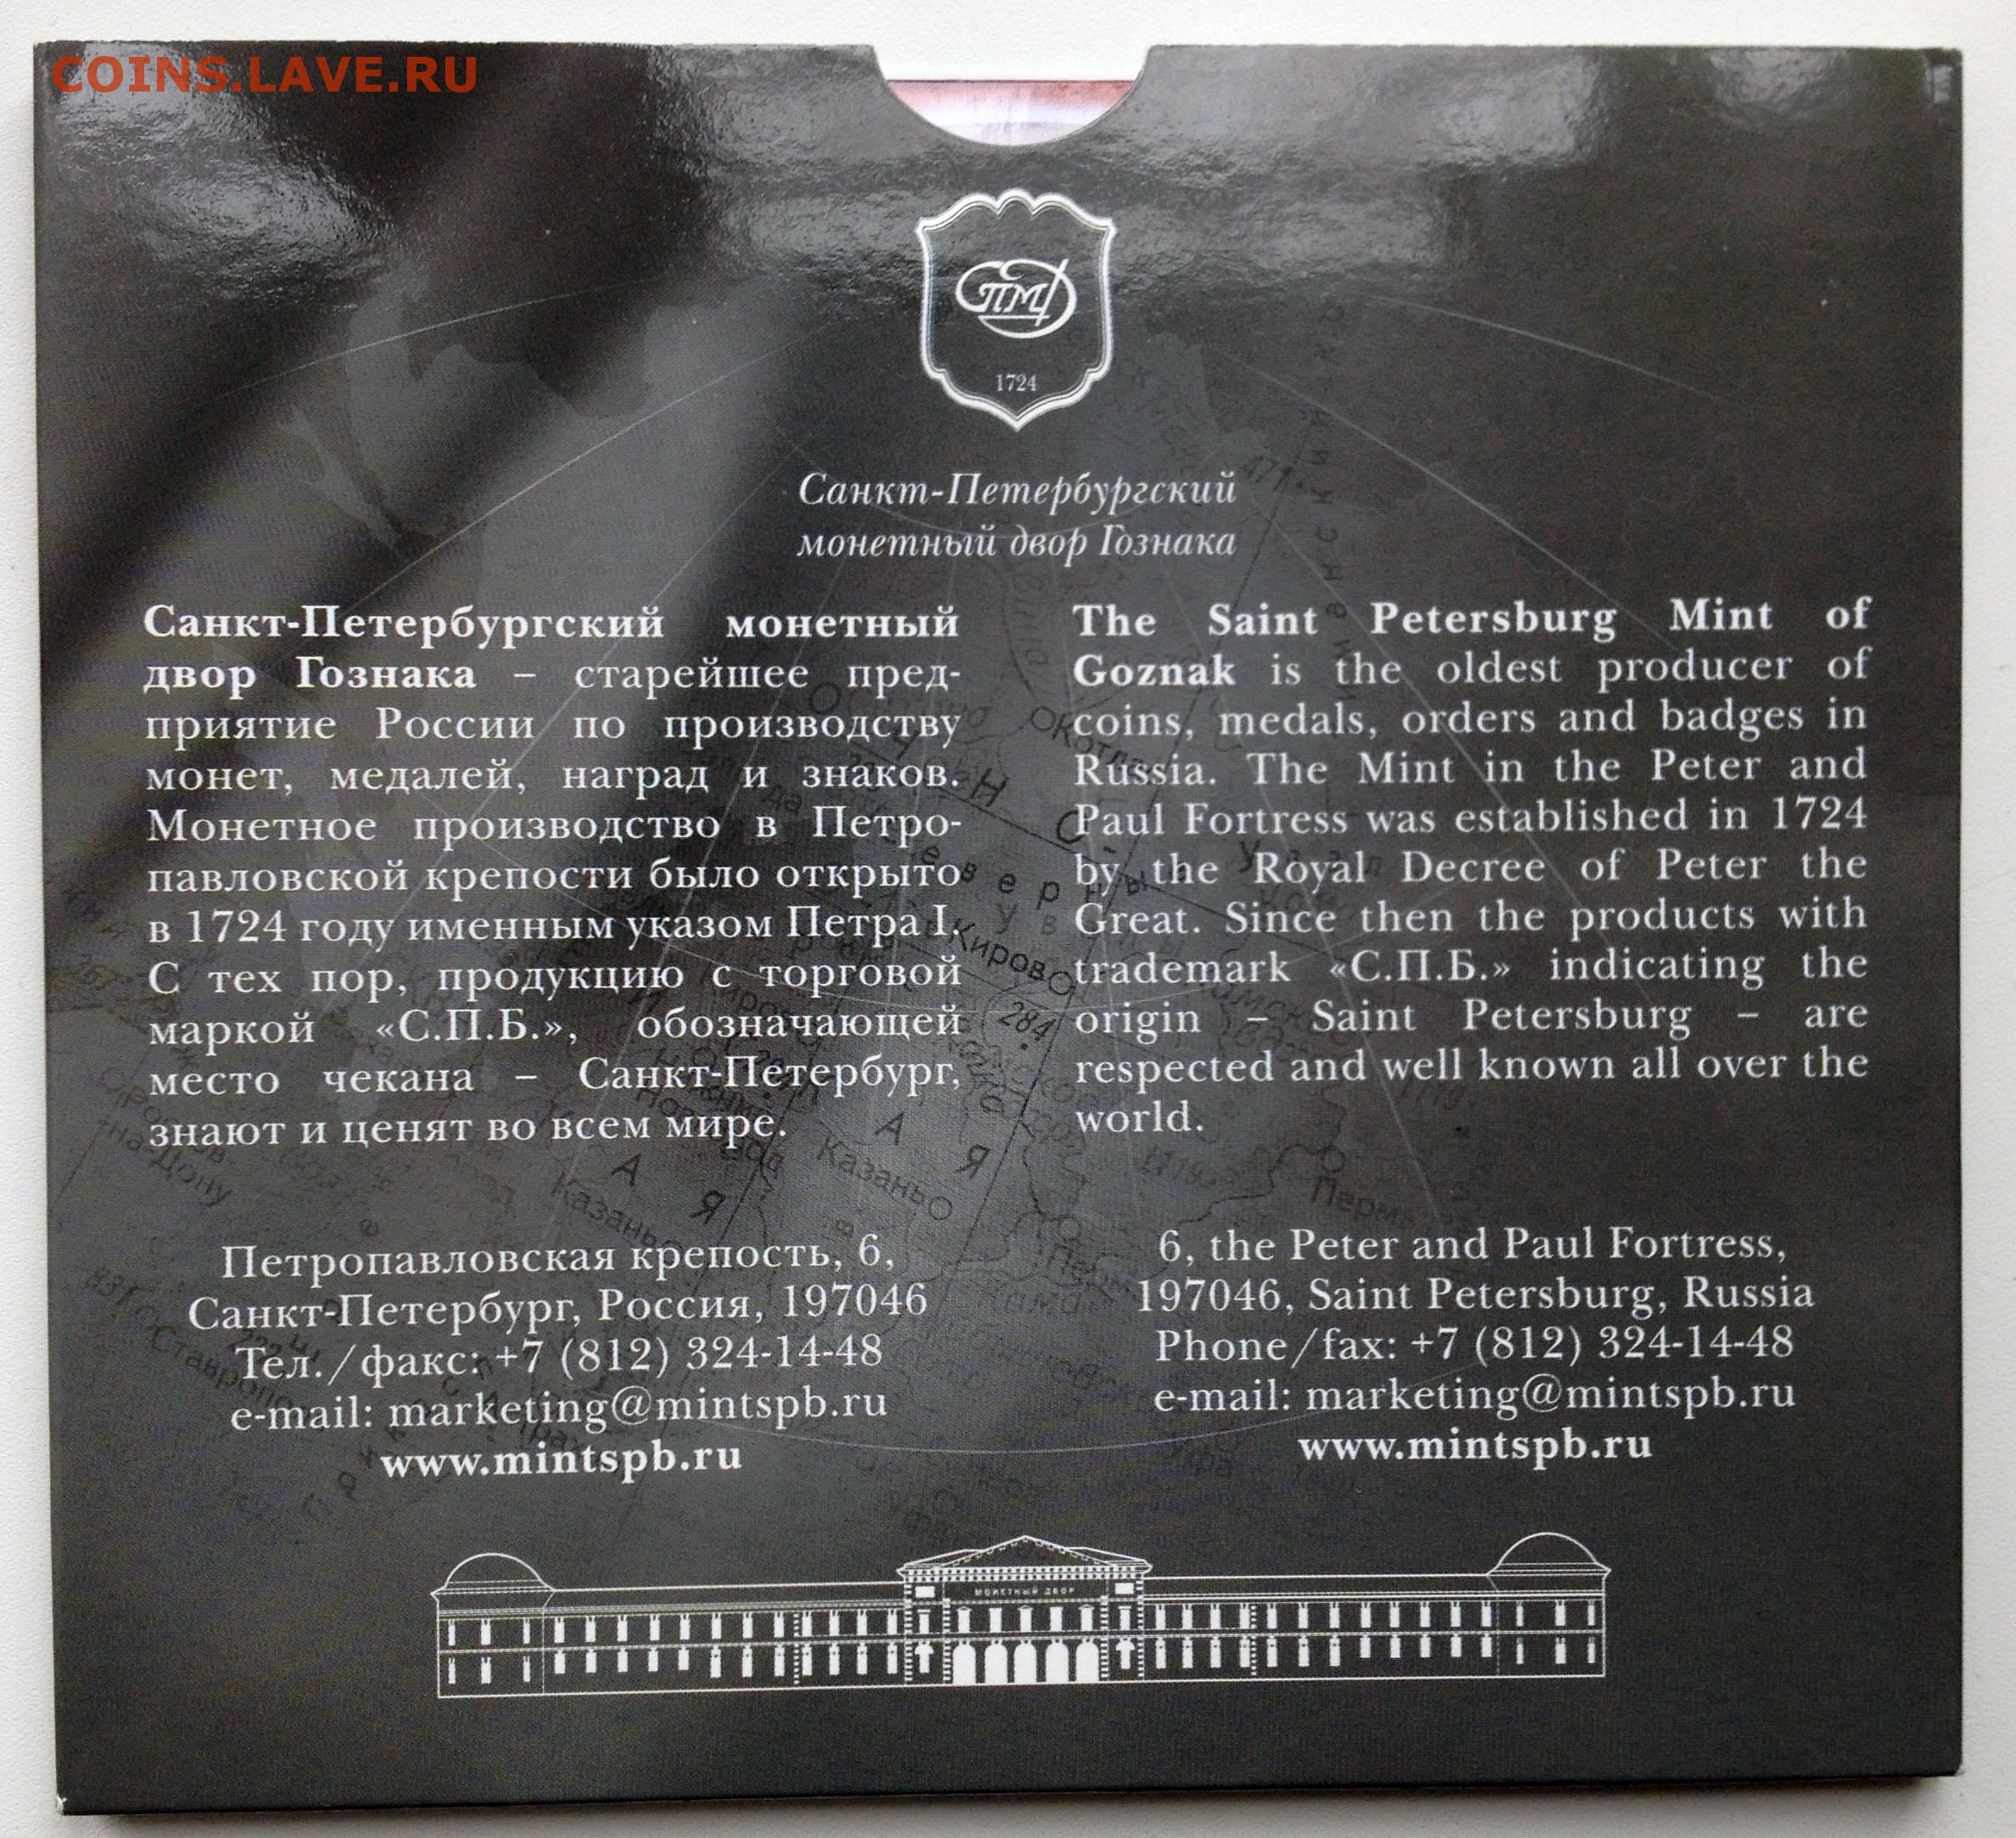 COINS.LAVE.RU
СПМД
1724
Санкт-Петербургский
монетный двор Гознака
Санкт-Петербургский монетный
двор Гознака – старейшее пред-
приятие России по производству
монет, медалей, наград и знаков.
Монетное производство в Петро-
павловской крепости было открыто
в 1724 году именным указом Петра I.
С тех пор, продукцию с торговой
маркой «С.П.Б.», обозначающей
место чекана – Санкт-Петербург,
знают и ценят во всем мире.
Петропавловская крепость, 6,
Санкт-Петербург, Россия, 197046
Тел./факс: +7 (812) 324-14-48
e-mail: marketing@mintspb.ru
www.mintspb.ru
The Saint Petersburg Mint of
Goznak is the oldest producer of
coins, medals, orders and badges in
Russia. The Mint in the Peter and
Paul Fortress was established in 1724
by the Royal Decree of Peter the
Great. Since then the products with
trademark «С.П.Б.» indicating the
origin – Saint Petersburg – are
respected and well known all over the
world.
6, the Peter and Paul Fortress,
197046, Saint Petersburg, Russia
Phone/fax: +7 (812) 324-14-48
e-mail: marketing@mintspb.ru
www.mintspb.ru
МОНЕТНЫЙ ДВОР
Киров
284
Казань
Казань
Пермь